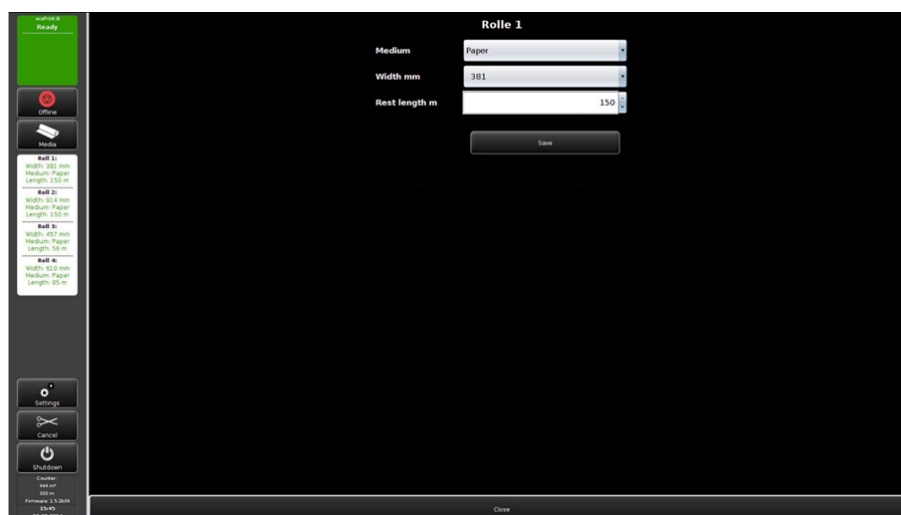 Ready
Offline
Media
Roll 1:
Width: 381 mm
Medium: Paper
Length: 150 m
Roll 2:
Width: 914 mm
Medium: Paper
Length: 150 m
Roll 3:
Width: 457 mm
Medium: Paper
Length: 56 m
Roll 4:
Width: 610 mm
Medium: Paper
Length: 85 m
Settings
Cancel
Shutdown
Counter:
Firmware 1.5.2b34
15:45
Rolle 1
Medium Paper
Width mm 381
Rest length m 150
Save
Close